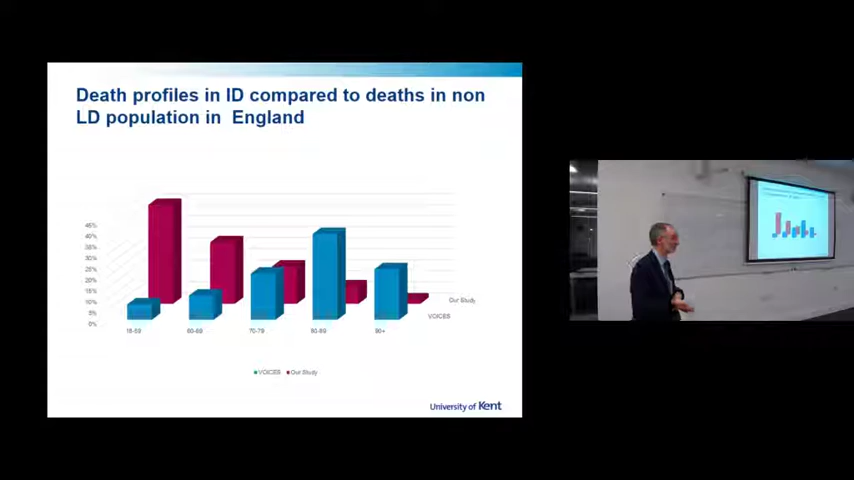 Death profiles in ID compared to deaths in non
LD population in England
45%
40%
35%
30%
25%
20%
15%
10%
5%
0%
Our Study
VOICES
18-59
60-69
70-79
80-89
90+
VOICES Our Study
University of Kent